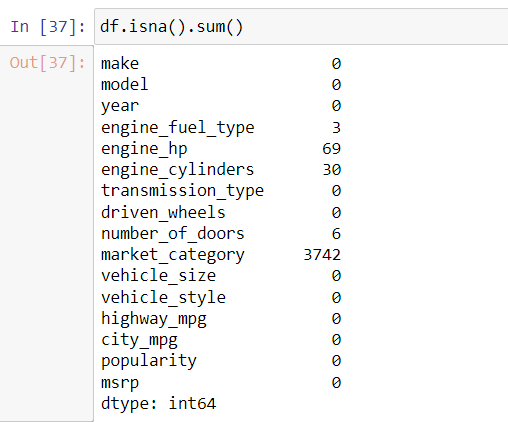 In [37]: df.isna().sum()
Out[37]: make 0
model 0
year 0
engine_fuel_type 3
engine_hp 69
engine_cylinders 30
transmission_type 0
driven_wheels 0
number_of_doors 6
market_category 3742
vehicle_size 0
vehicle_style 0
highway_mpg 0
city_mpg 0
popularity 0
msrp 0
dtype: int64